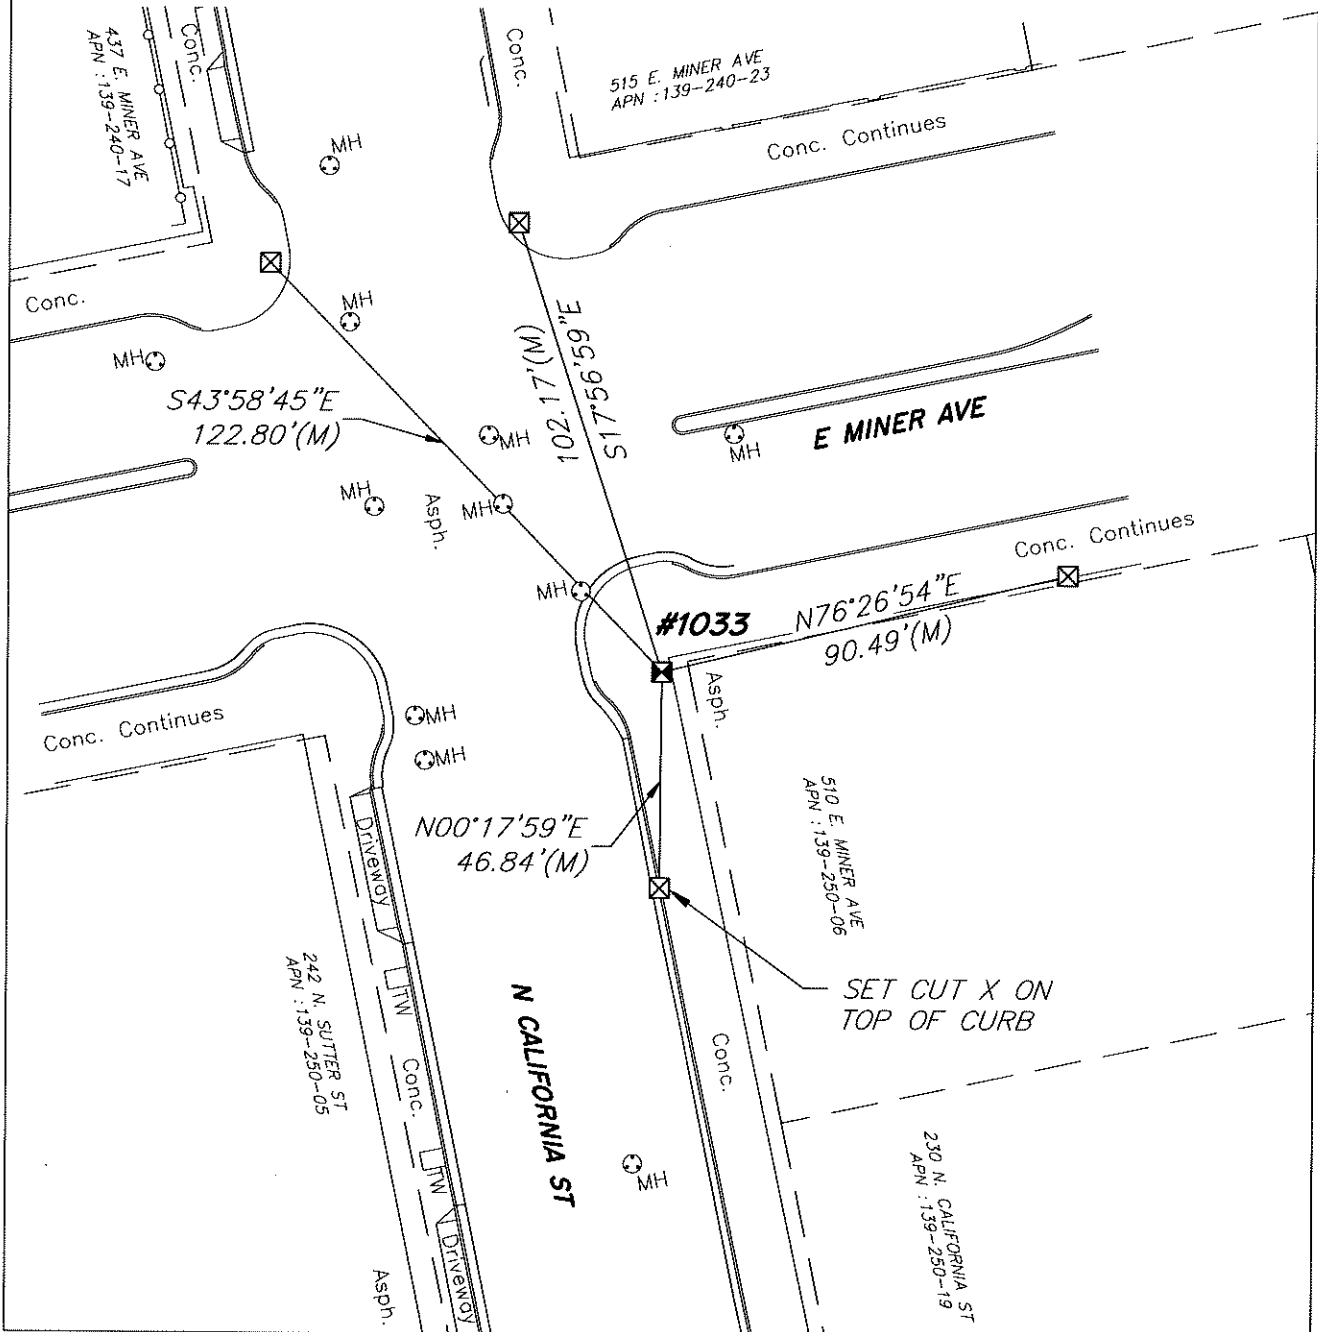 437 E. MINER AVE
APN : 139-240-17
Conc.
Conc.
515 E. MINER AVE
APN : 139-240-23
Conc. Continues
MH
Conc.
MH
MH
S17°56'59"E
102.17'(M)
S43°58'45"E
122.80'(M)
MH
MH
E MINER AVE
MH
MH
Asph.
Conc. Continues
MH
#1033
N76°26'54"E
90.49'(M)
Asph.
Conc. Continues
MH
MH
510 E. MINER AVE
APN : 139-250-06
N00°17'59"E
46.84'(M)
Driveway
242 N. SUTTER ST
APN : 139-250-05
TW
N CALIFORNIA ST
SET CUT X ON
TOP OF CURB
Conc.
Conc.
TW
MH
230 N. CALIFORNIA ST
APN : 139-250-19
Driveway
Asph.